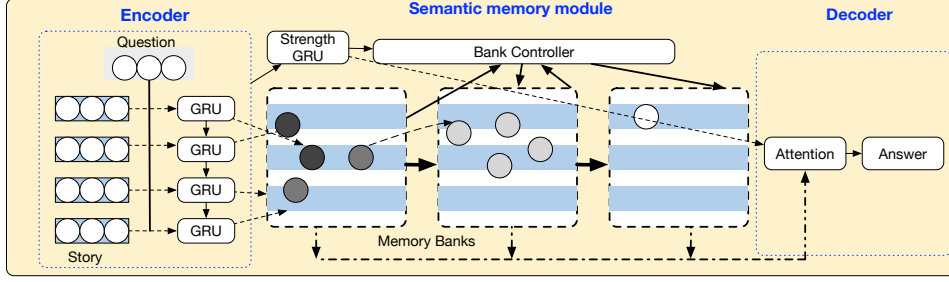 Encoder
Semantic memory module
Decoder
Question
Strength
GRU
Bank Controller
GRU
GRU
GRU
GRU
Attention
Answer
Memory Banks
Story